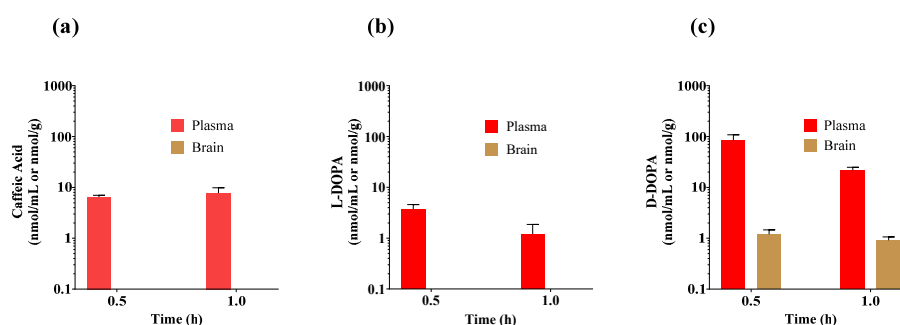 (a)
Caffeic Acid
(nmol/mL or nmol/g)
1000
100
10
1
0.1
Plasma
Brain
0.5
1.0
Time (h)
(b)
L-DOPA
(nmol/mL or nmol/g)
1000
100
10
1
0.1
Plasma
Brain
0.5
1.0
Time (h)
(c)
D-DOPA
(nmol/mL or nmol/g)
1000
100
10
1
0.1
Plasma
Brain
0.5
1.0
Time (h)